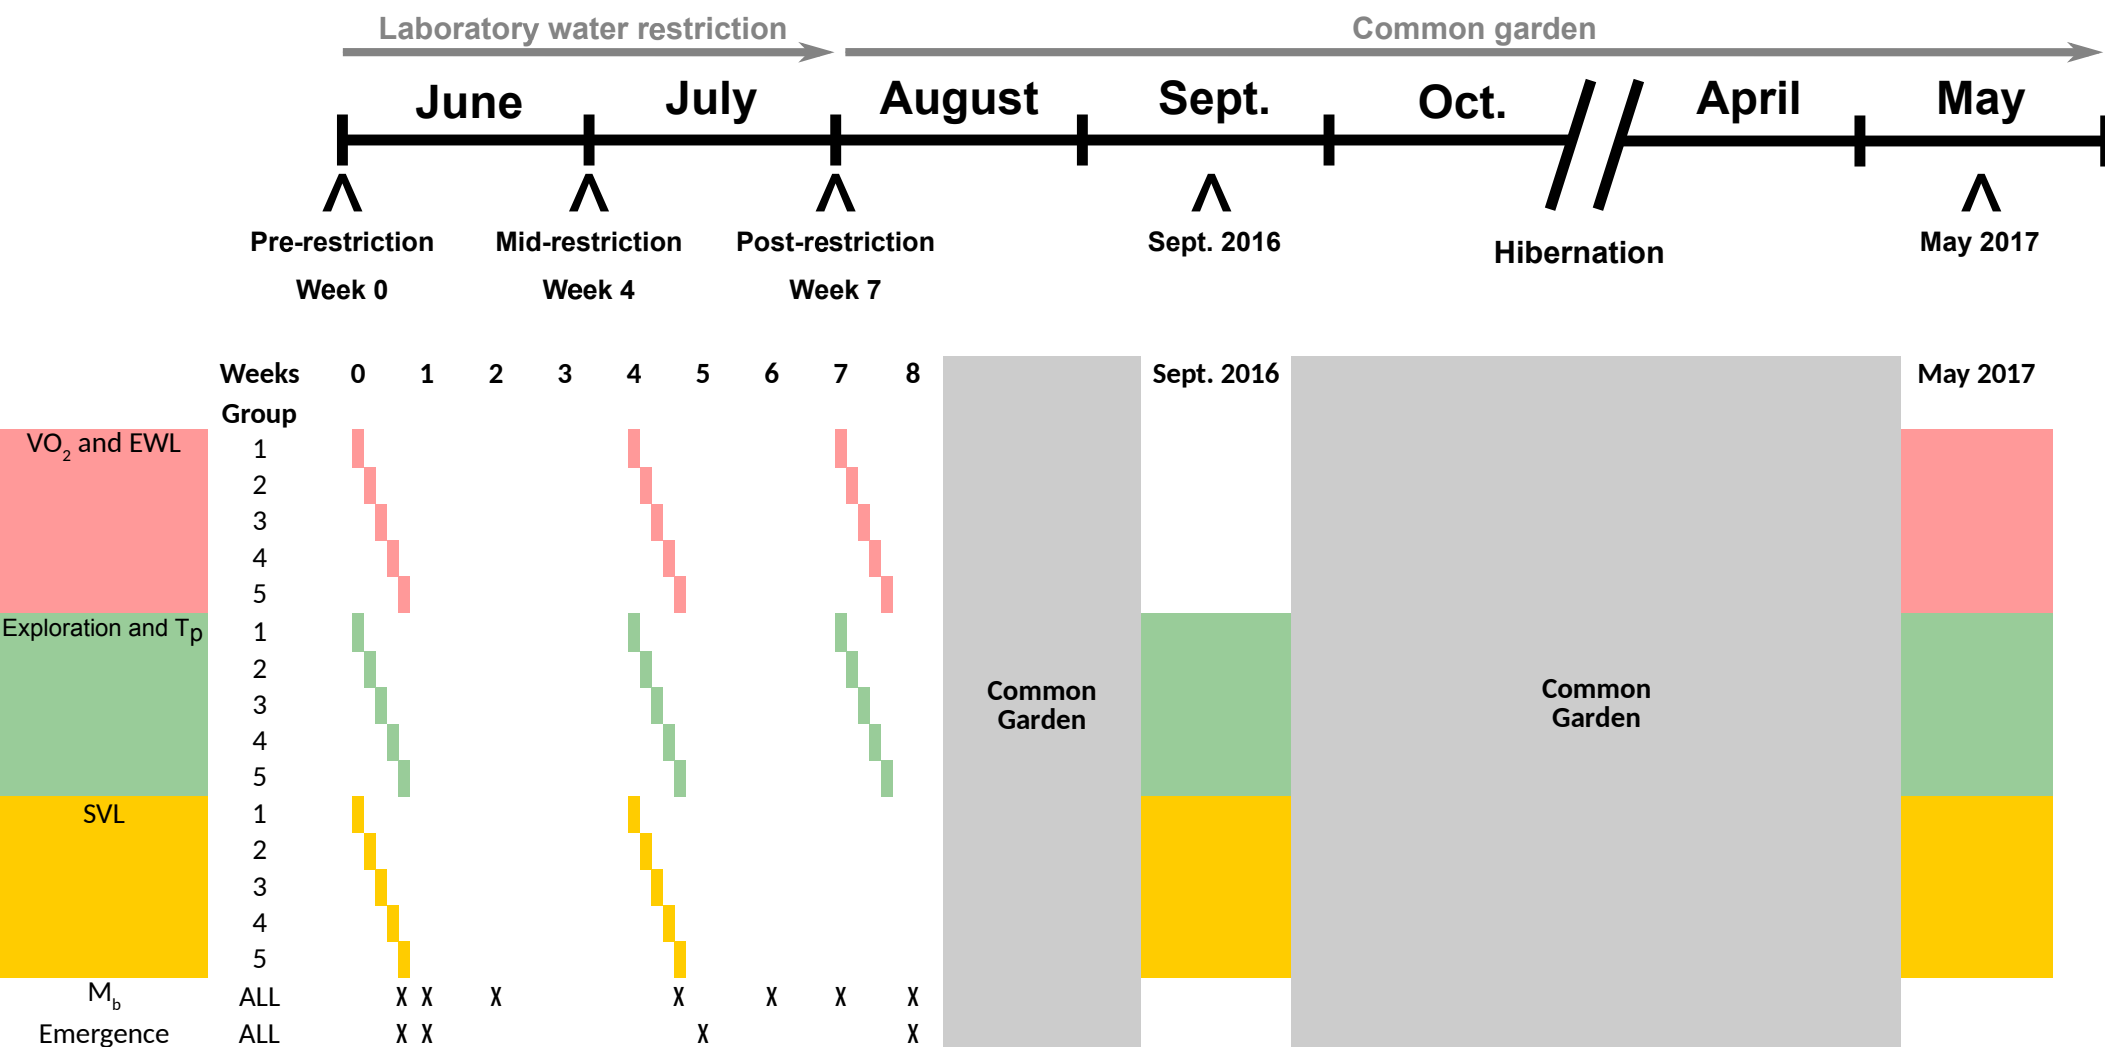 Laboratory water restriction Common garden
June July August Sept. Oct. April May
Pre-restriction Mid-restriction Post-restriction Sept. 2016 Hibernation May 2017
Week 0 Week 4 Week 7
Weeks 0 1 2 3 4 5 6 7 8 Sept. 2016 May 2017
Group
VO2 and EWL 1
2
3
4
5
Exploration and Tp 1
2
3
4
5
Common
Garden
Common
Garden
SVL 1
2
3
4
5
Mb ALL X X X X X X X
Emergence ALL X X X X